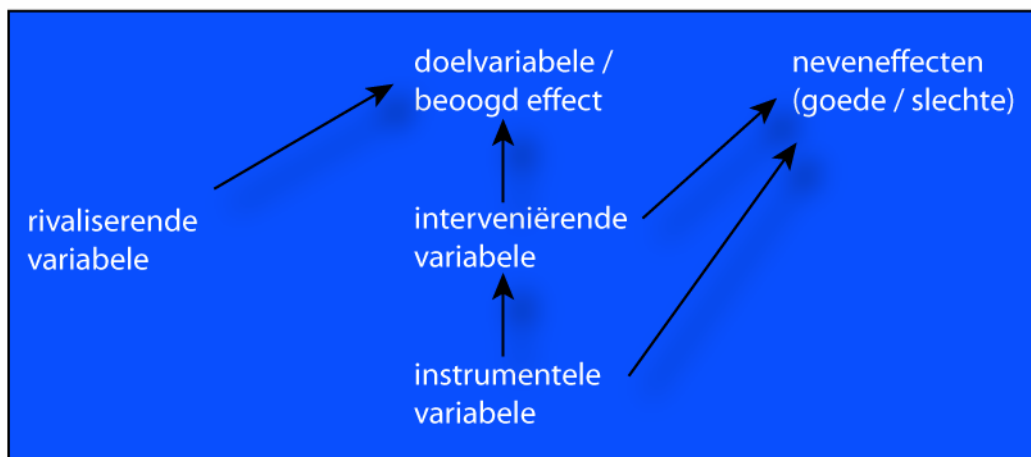 doelvariabele /
beoogd effect
neveneffecten
(goede / slechte)
rivaliserende
variabele
interveniërende
variabele
instrumentele
variabele